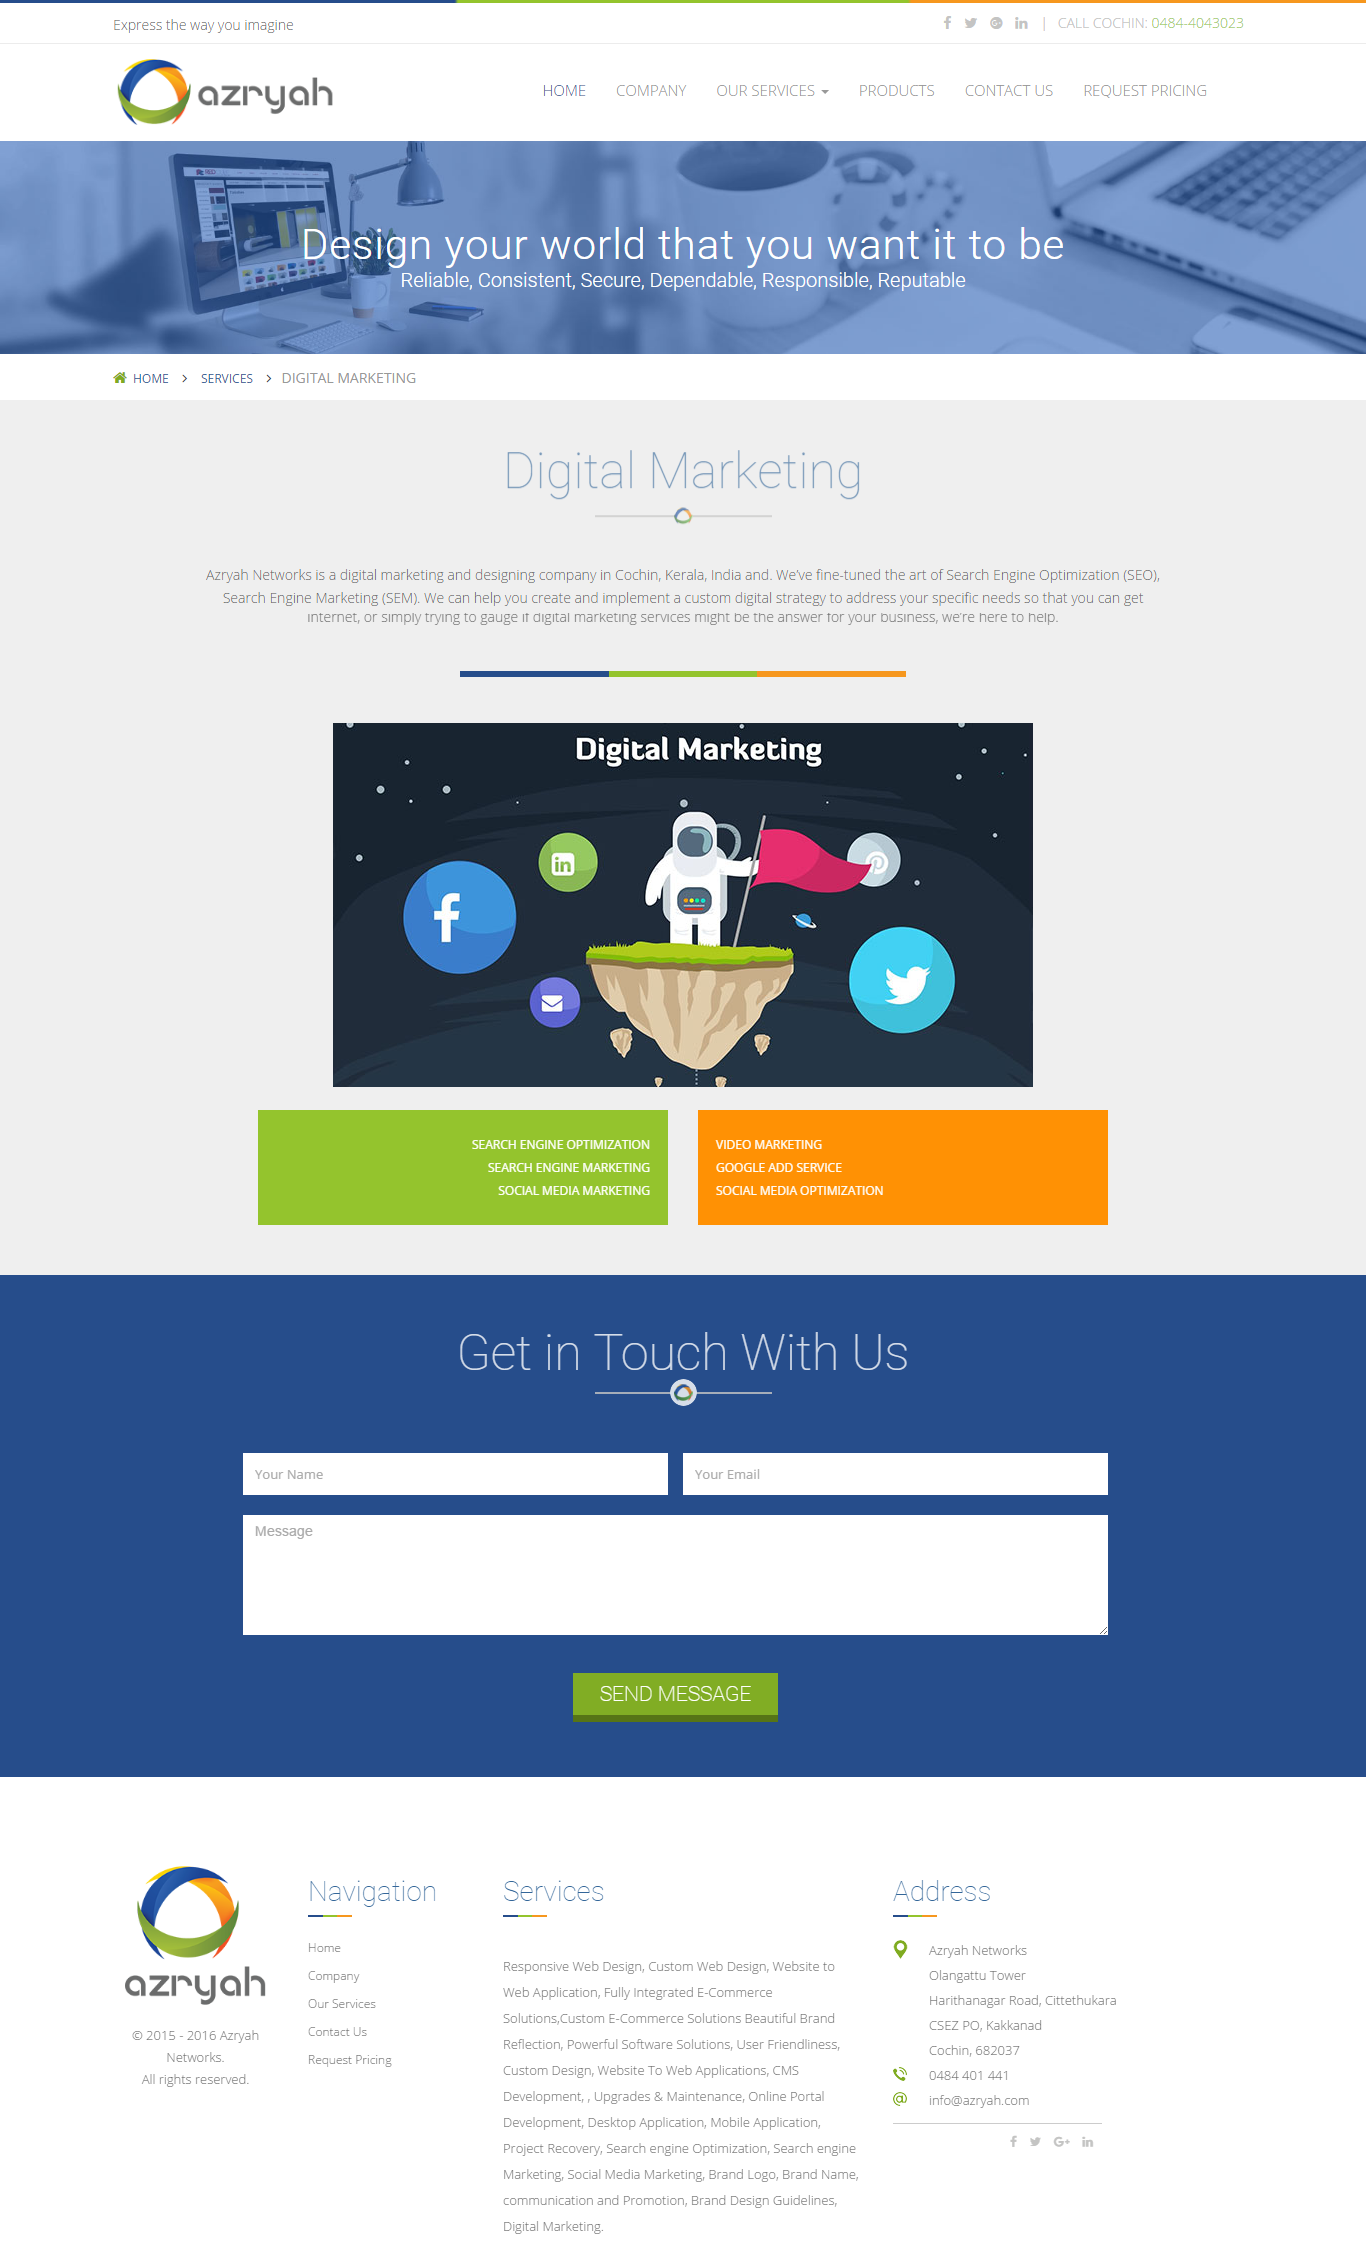 Express the way you imagine
| CALL COCHIN: 0484-4043023
azryah
HOME COMPANY OUR SERVICES PRODUCTS CONTACT US REQUEST PRICING
Design your world that you want it to be
Reliable, Consistent, Secure, Dependable, Responsible, Reputable
HOME > SERVICES > DIGITAL MARKETING
Digital Marketing
Azryah Networks is a digital marketing and designing company in Cochin, Kerala, India and. We've fine-tuned the art of Search Engine Optimization (SEO),
Search Engine Marketing (SEM). We can help you create and implement a custom digital strategy to address your specific needs so that you can get
internet, or simply trying to gauge if digital marketing services might be the answer for your business, we're here to help.
Digital Marketing
SEARCH ENGINE OPTIMIZATION
SEARCH ENGINE MARKETING
SOCIAL MEDIA MARKETING
VIDEO MARKETING
GOOGLE ADD SERVICE
SOCIAL MEDIA OPTIMIZATION
Get in Touch With Us
Your Name
Your Email
Message
SEND MESSAGE
azryah
© 2015 - 2016 Azryah
Networks.
All rights reserved.
Navigation
Home
Company
Our Services
Contact Us
Request Pricing
Services
Responsive Web Design, Custom Web Design, Website to
Web Application, Fully Integrated E-Commerce
Solutions,Custom E-Commerce Solutions Beautiful Brand
Reflection, Powerful Software Solutions, User Friendliness,
Custom Design, Website To Web Applications, CMS
Development, , Upgrades & Maintenance, Online Portal
Development, Desktop Application, Mobile Application,
Project Recovery, Search engine Optimization, Search engine
Marketing, Social Media Marketing, Brand Logo, Brand Name,
communication and Promotion, Brand Design Guidelines,
Digital Marketing.
Address
Azryah Networks
Olangattu Tower
Harithanagar Road, Cittethukara
CSEZ PO, Kakkanad
Cochin, 682037
0484 401 441
info@azryah.com